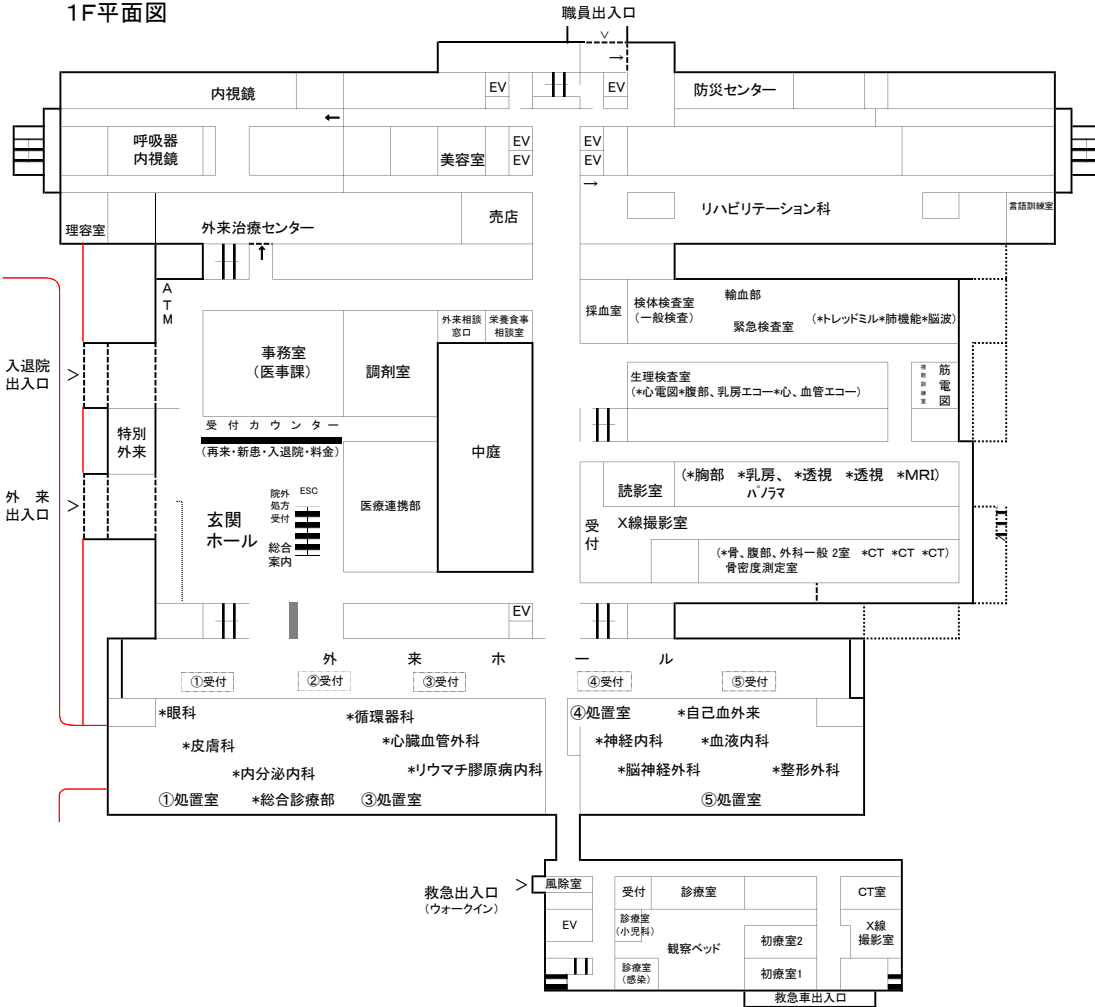 1F平面図
職員出入口
内視鏡
EV
EV
防災センター
呼吸器
内視鏡
美容室
EV
EV
EV
EV
理容室
外来治療センター
売店
リハビリテーション科
言語訓練室
ATM
外来相談
窓口
栄養食事
相談室
採血室
検体検査室
(一般検査)
輸血部
緊急検査室
(*トレッドミル*肺機能*脳波)
入退院
出入口
事務室
(医事課)
調剤室
生理検査室
(*心電図*腹部、乳房エコー*心、血管エコー)
筋電図
特別
外来
受付カウンター
(再来・新患・入退院・料金)
中庭
外来
出入口
玄関
ホール
院外
処方
受付
ESC
総合
案内
医療連携部
受付
読影室
(*胸部 *乳房、 *透視 *透視 *MRI)
パノラマ
X線撮影室
(*骨、腹部、外科一般 2室 *CT *CT *CT)
骨密度測定室
EV
外来ホール
①受付
②受付
③受付
④受付
⑤受付
*眼科
*循環器科
④処置室
*自己血外来
*皮膚科
*心臓血管外科
*神経内科
*血液内科
*内分泌内科
*リウマチ膠原病内科
*脳神経外科
*整形外科
①処置室
*総合診療部
③処置室
⑤処置室
救急出入口
(ウォークイン)
風除室
受付
診療室
CT室
EV
診療室
(小児科)
観察ベッド
初療室2
X線
撮影室
診療室
(感染)
初療室1
救急車出入口